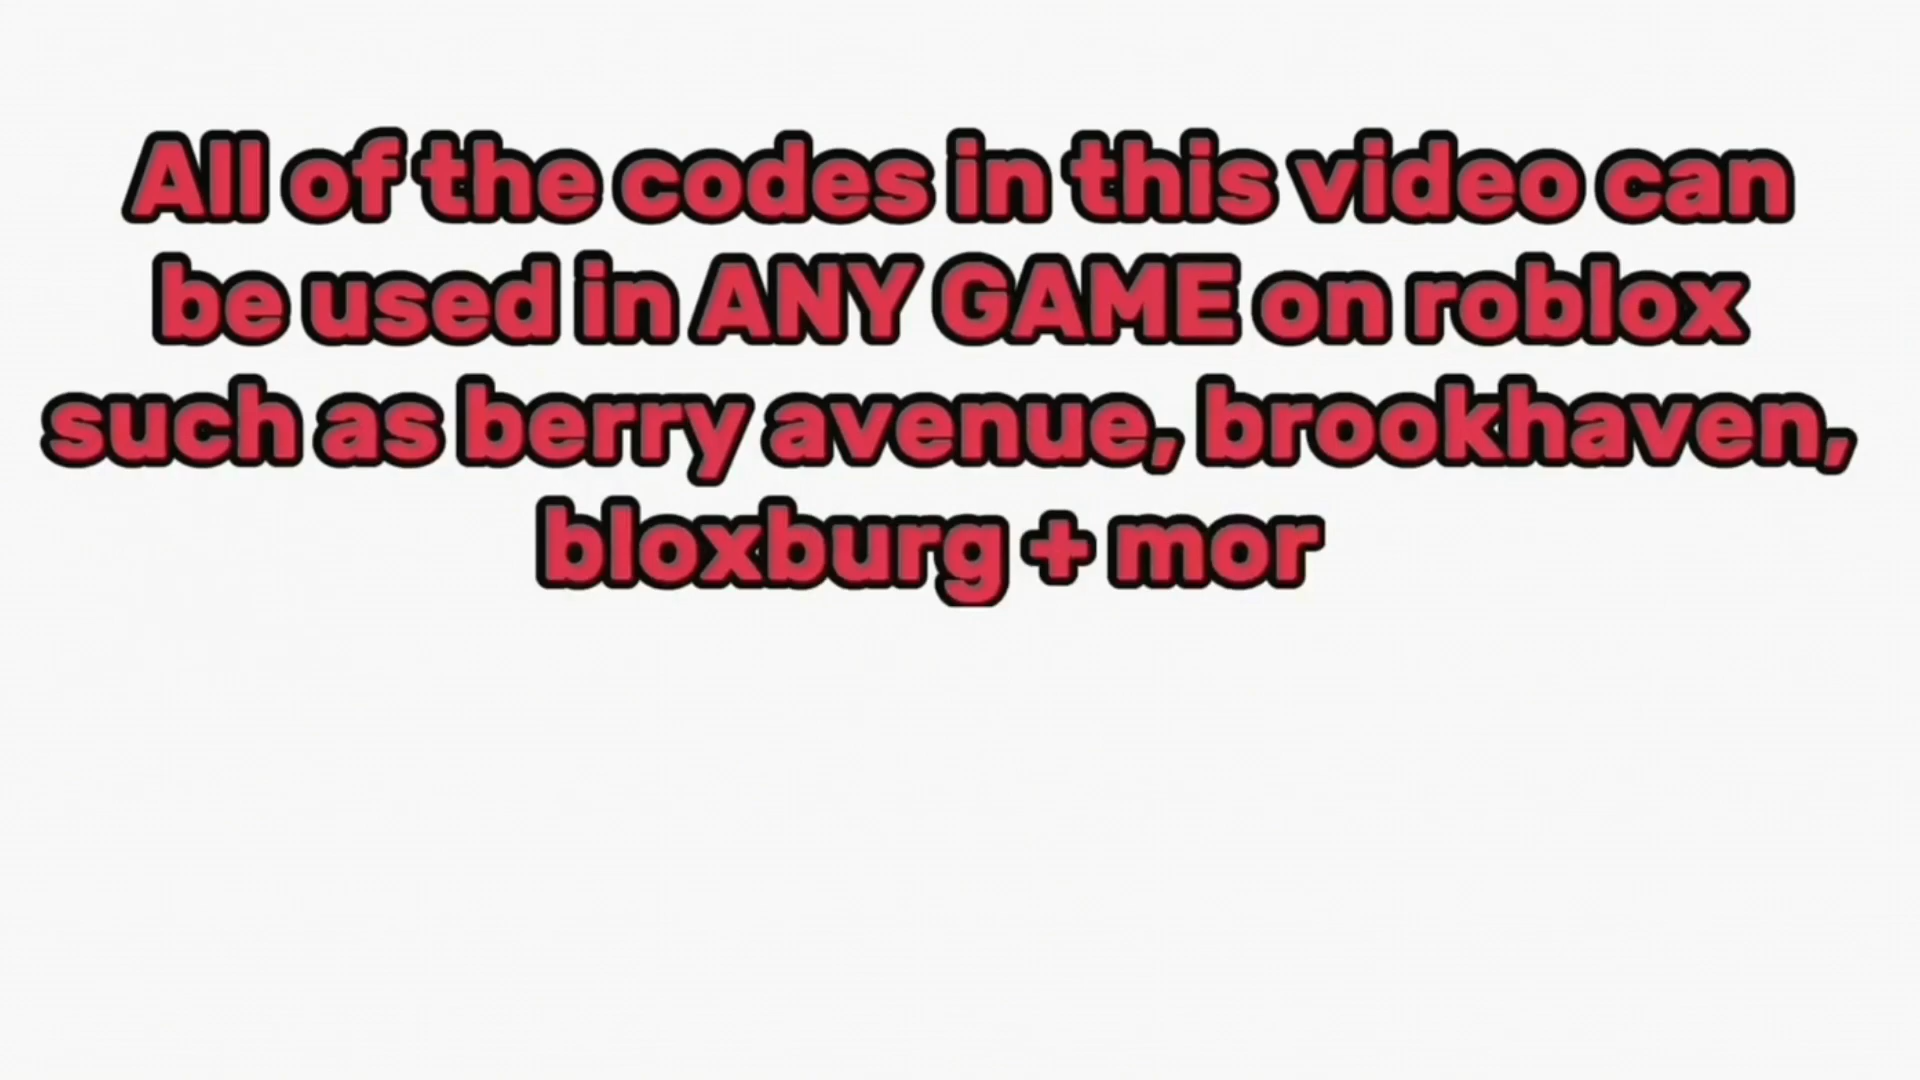 All of the codes in this video can
be used in ANY GAME on roblox
such as berry avenue, brookhaven,
bloxburg + mor